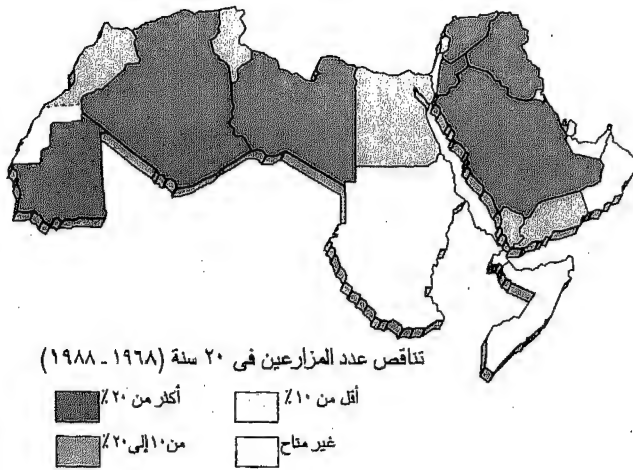 تناقص عدد المزارعين فى ٢٠ سنة (١٩٦٨ ـ ١٩٨٨)
أكثر من ٢٠٪
أقل من ١٠٪
من ١٠ إلى ٢٠٪
غير متاح